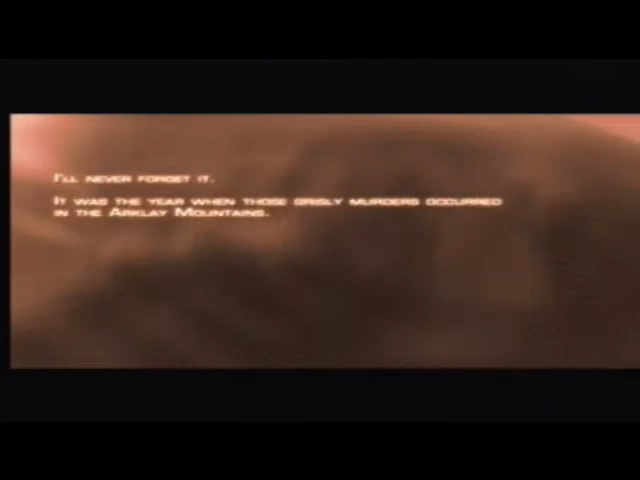 I'll never forget it.
It was the year when those grisly murders occurred
in the Arklay Mountains.